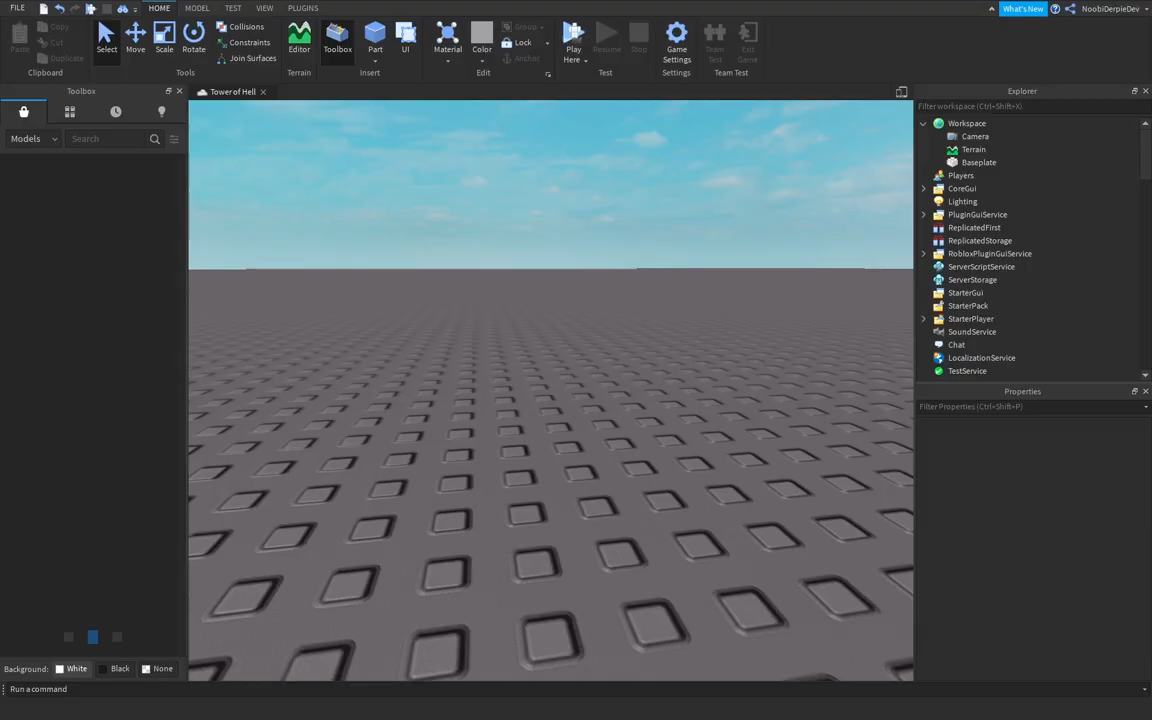 FILE HOME MODEL TEST VIEW PLUGINS What's New NoobiDerpieDev
Paste Copy Cut Duplicate
Clipboard
Select Move Scale Rotate Collisions Constraints Join Surfaces
Tools
Editor
Terrain
Toolbox Part UI
Insert
Material Color Group Lock Anchor
Edit
Play Here Resume Stop
Test
Game Settings
Settings
Team Test Exit Game
Team Test
Toolbox
Tower of Hell
Models Search
Explorer
Filter workspace (Ctrl+Shift+X)
Workspace
Camera
Terrain
Baseplate
Players
CoreGui
Lighting
PluginGuiService
ReplicatedFirst
ReplicatedStorage
RobloxPluginGuiService
ServerScriptService
ServerStorage
StarterGui
StarterPack
StarterPlayer
SoundService
Chat
LocalizationService
TestService
Properties
Filter Properties (Ctrl+Shift+P)
Background: White Black None
Run a command